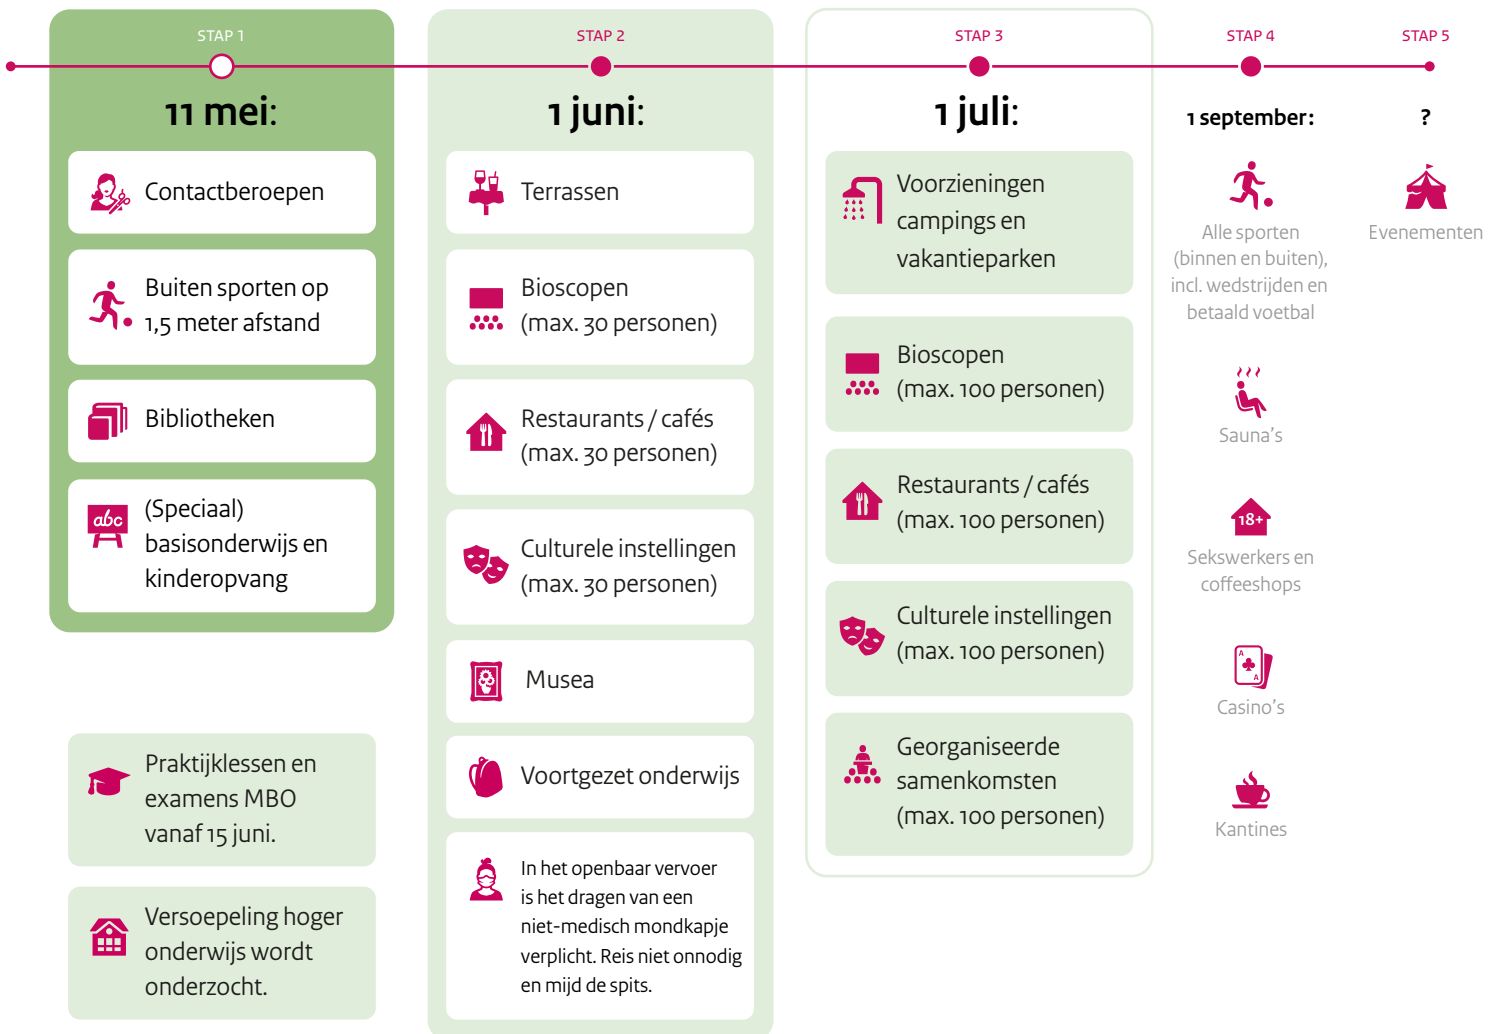 STAP 1
11 mei:
Contactberoepen
Buiten sporten op
1,5 meter afstand
Bibliotheken
abc
(Speciaal)
basisonderwijs en
kinderopvang
Praktijklessen en
examens MBO
vanaf 15 juni.
Versoepeling hoger
onderwijs wordt
onderzocht.
STAP 2
1 juni:
Terrassen
Bioscopen
(max. 30 personen)
Restaurants / cafés
(max. 30 personen)
Culturele instellingen
(max. 30 personen)
Musea
Voortgezet onderwijs
In het openbaar vervoer
is het dragen van een
niet-medisch mondkapje
verplicht. Reis niet onnodig
en mijd de spits.
STAP 3
1 juli:
Voorzieningen
campings en
vakantieparken
Bioscopen
(max. 100 personen)
Restaurants / cafés
(max. 100 personen)
Culturele instellingen
(max. 100 personen)
Georganiseerde
samenkomsten
(max. 100 personen)
STAP 4
1 september:
Alle sporten
(binnen en buiten),
incl. wedstrijden en
betaald voetbal
Sauna's
18+
Sekswerkers en
coffeeshops
A
A
Casino's
Kantines
STAP 5
?
Evenementen